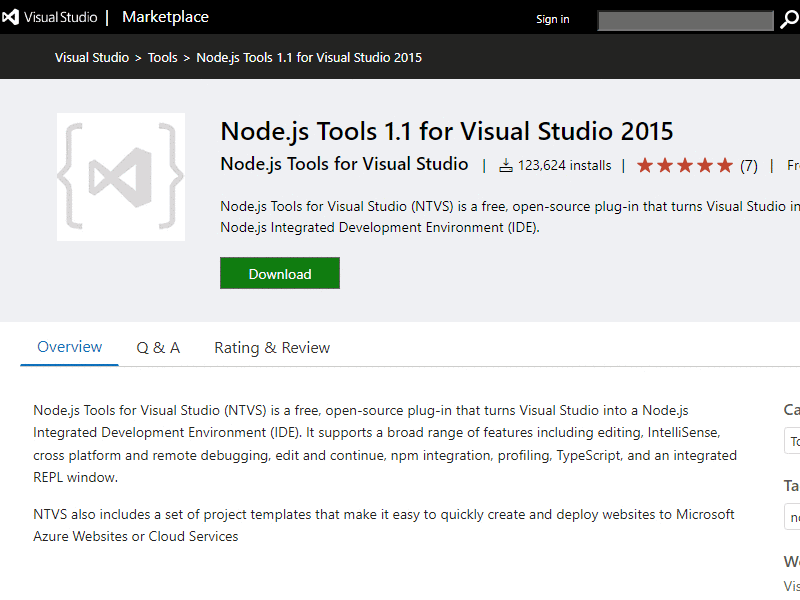 Visual Studio | Marketplace
Sign in
Visual Studio > Tools > Node.js Tools 1.1 for Visual Studio 2015
Node.js Tools 1.1 for Visual Studio 2015
Node.js Tools for Visual Studio | 123,624 installs | (7) | Fr
Node.js Tools for Visual Studio (NTVS) is a free, open-source plug-in that turns Visual Studio in
Node.js Integrated Development Environment (IDE).
Download
Overview Q & A Rating & Review
Node.js Tools for Visual Studio (NTVS) is a free, open-source plug-in that turns Visual Studio into a Node.js
Integrated Development Environment (IDE). It supports a broad range of features including editing, IntelliSense,
cross platform and remote debugging, edit and continue, npm integration, profiling, TypeScript, and an integrated
REPL window.
NTVS also includes a set of project templates that make it easy to quickly create and deploy websites to Microsoft
Azure Websites or Cloud Services
Ca
To
Ta
We
Vis